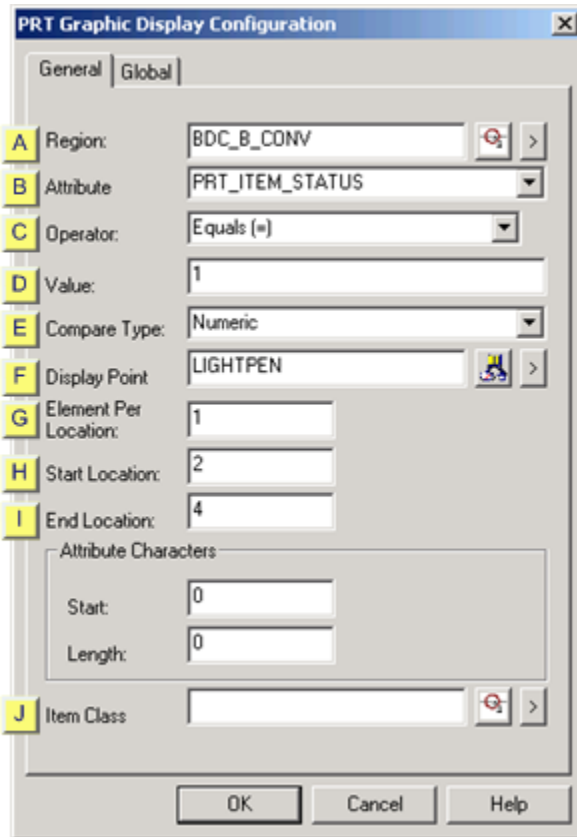 PRT Graphic Display Configuration
General Global
A Region: BDC_B_CONV >
B Attribute PRT_ITEM_STATUS
C Operator: Equals (=)
D Value: 1
E Compare Type: Numeric
F Display Point LIGHTPEN >
G Element Per
Location: 1
H Start Location: 2
I End Location: 4
Attribute Characters
Start: 0
Length: 0
J Item Class >
OK Cancel Help